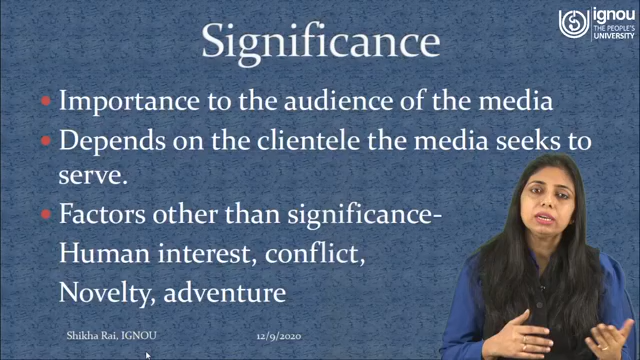 ignou
THE PEOPLE'S
UNIVERSITY
Significance
Importance to the audience of the media
Depends on the clientele the media seeks to
serve.
Factors other than significance-
Human interest, conflict,
Novelty, adventure
Shikha Rai, IGNOU
12/9/2020